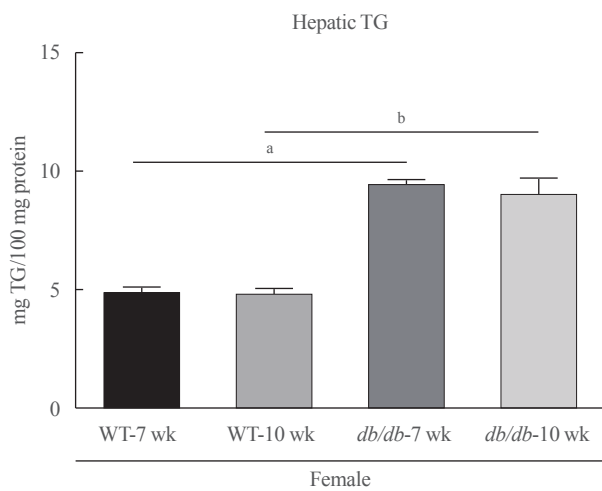 Hepatic TG
15
b
a
10
mg TG/100 mg protein
5
0
WT-7 wk WT-10 wk db/db-7 wk db/db-10 wk
Female